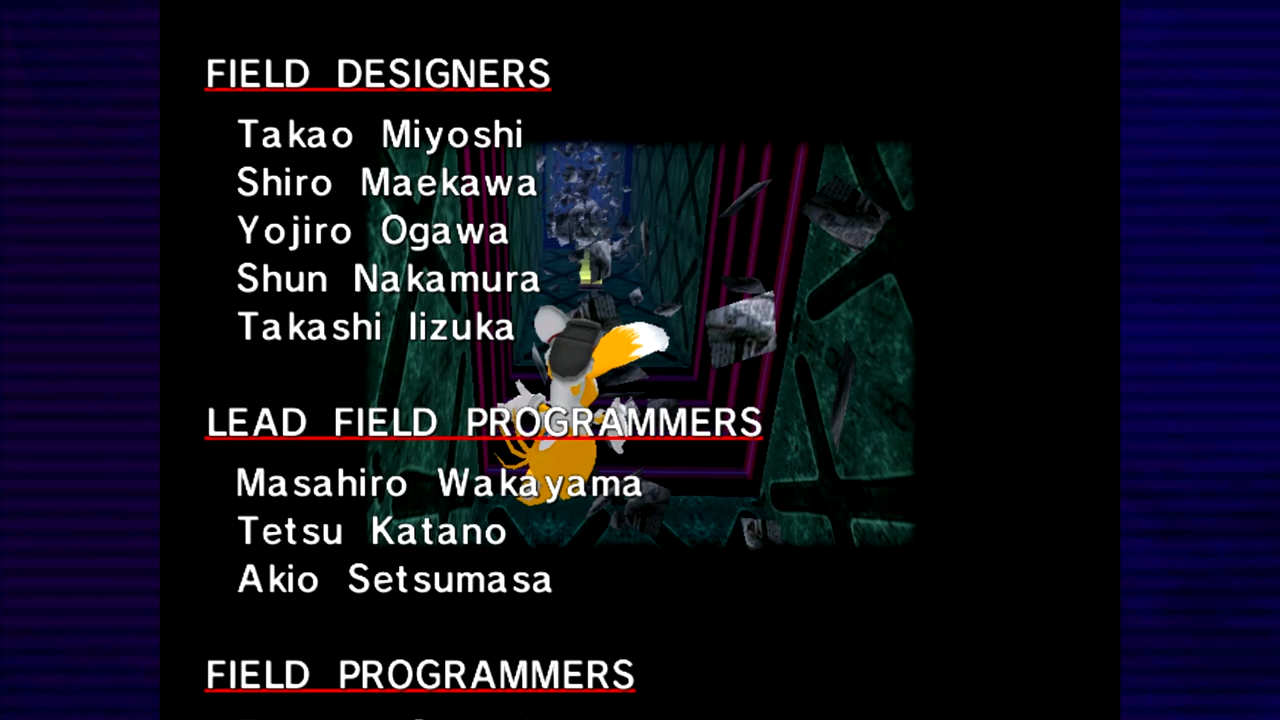 FIELD DESIGNERS
Takao Miyoshi
Shiro Maekawa
Yojiro Ogawa
Shun Nakamura
Takashi Iizuka
LEAD FIELD PROGRAMMERS
Masahiro Wakayama
Tetsu Katano
Akio Setsumasa
FIELD PROGRAMMERS